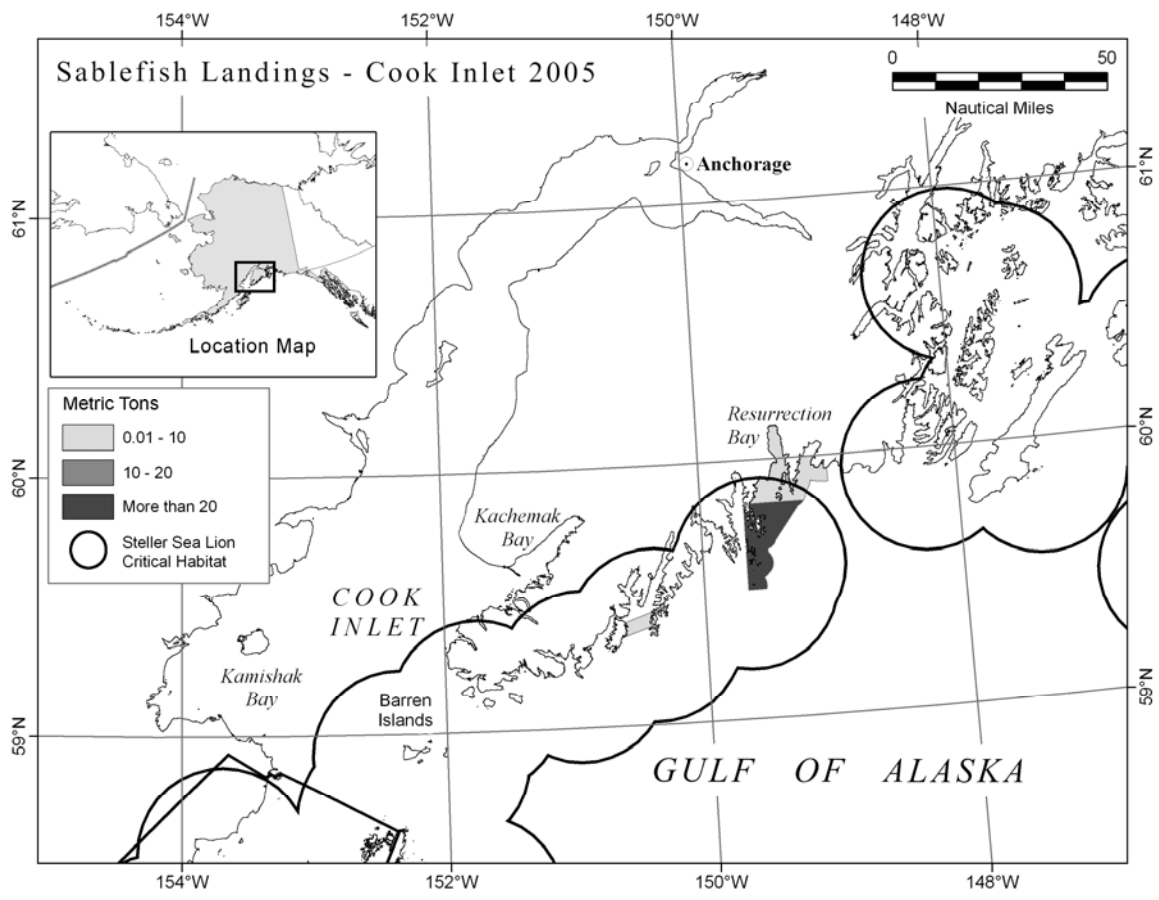 154°W
152°W
150°W
148°W
Sablefish Landings - Cook Inlet 2005
0
50
Nautical Miles
Anchorage
61°N
61°N
Location Map
Metric Tons
0.01 - 10
10 - 20
More than 20
Steller Sea Lion
Critical Habitat
Resurrection
Bay
60°N
60°N
Kachemak
Bay
COOK
INLET
Kamishak
Bay
Barren
Islands
59°N
59°N
GULF OF ALASKA
154°W
152°W
150°W
148°W